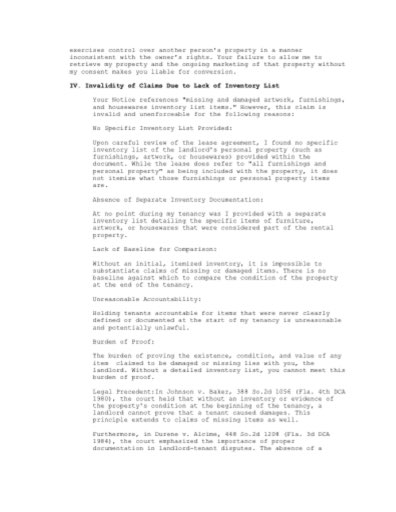 exercises control over another person's property in a manner
inconsistent with the owner's rights. Your failure to allow me to
retrieve my property and the ongoing marketing of that property without
my consent makes you liable for conversion.
IV. Invalidity of Claims Due to Lack of Inventory List
Your Notice references "missing and damaged artwork, furnishings,
and housewares inventory list items." However, this claim is
invalid and unenforceable for the following reasons:
No Specific Inventory List Provided:
Upon careful review of the lease agreement, I found no specific
inventory list of the landlord's personal property (such as
furnishings, artwork, or housewares) provided within the
document. While the lease does refer to "all furnishings and
personal property" as being included with the property, it does
not itemize what those furnishings or personal property items
are.
Absence of Separate Inventory Documentation:
At no point during my tenancy was I provided with a separate
inventory list detailing the specific items of furniture,
artwork, or housewares that were considered part of the rental
property.
Lack of Baseline for Comparison:
Without an initial, itemized inventory, it is impossible to
substantiate claims of missing or damaged items. There is no
baseline against which to compare the condition of the property
at the end of the tenancy.
Unreasonable Accountability:
Holding tenants accountable for items that were never clearly
defined or documented at the start of my tenancy is unreasonable
and potentially unlawful.
Burden of Proof:
The burden of proving the existence, condition, and value of any
item claimed to be damaged or missing lies with you, the
landlord. Without a detailed inventory list, you cannot meet this
burden of proof.
Legal Precedent:In Johnson v. Baker, 388 So.2d 1056 (Fla. 4th DCA
1980), the court held that without an inventory or evidence of
the property's condition at the beginning of the tenancy, a
landlord cannot prove that a tenant caused damages. This
principle extends to claims of missing items as well.
Furthermore, in Durene v. Alcime, 448 So.2d 1208 (Fla. 3d DCA
1984), the court emphasized the importance of proper
documentation in landlord-tenant disputes. The absence of a